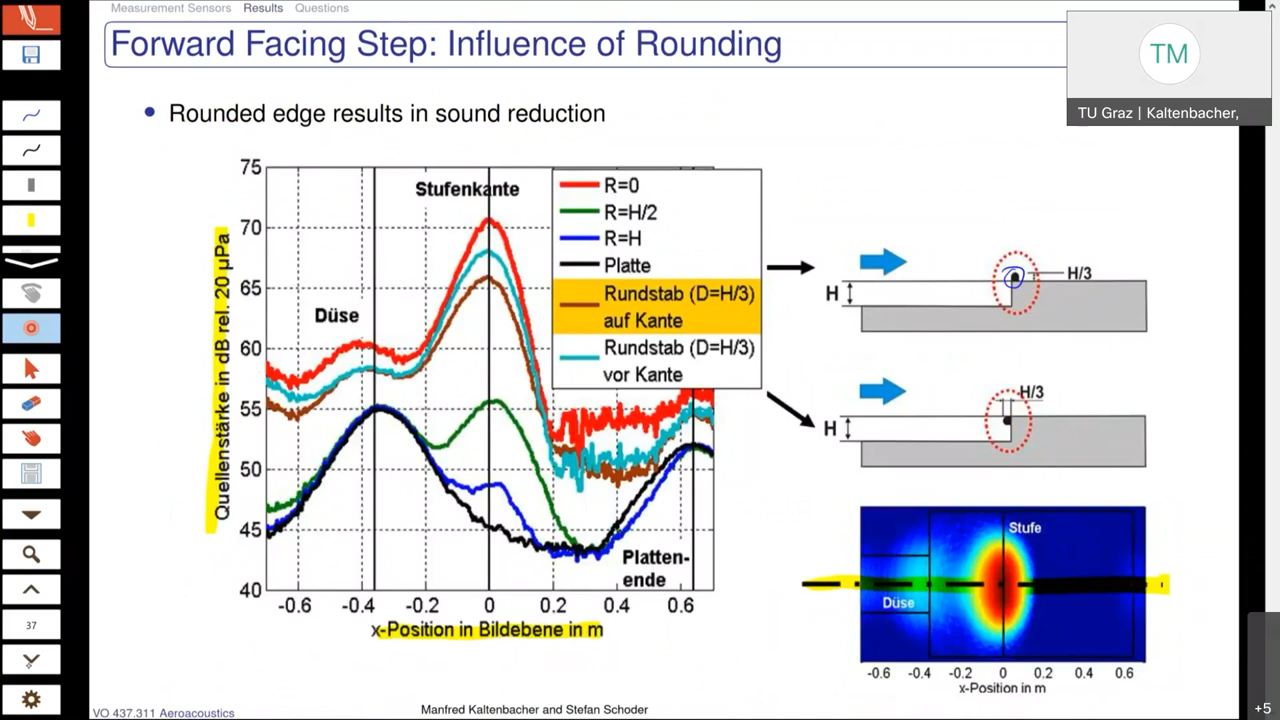 Measurement Sensors Results Questions
Forward Facing Step: Influence of Rounding
TM
TU Graz | Kaltenbacher,
• Rounded edge results in sound reduction
Quellenstärke in dB rel. 20 µPa
75
70
65
60
55
50
45
40
-0.6 -0.4 -0.2 0 0.2 0.4 0.6
x-Position in Bildebene in m
Stufenkante
Düse
Platten-
ende
R=0
R=H/2
R=H
Platte
Rundstab (D=H/3)
auf Kante
Rundstab (D=H/3)
vor Kante
H
H/3
H
H/3
Stufe
Düse
-0.6 -0.4 -0.2 0 0.2 0.4 0.6
x-Position in m
37
VO 437.311 Aeroacoustics
Manfred Kaltenbacher and Stefan Schoder
+5